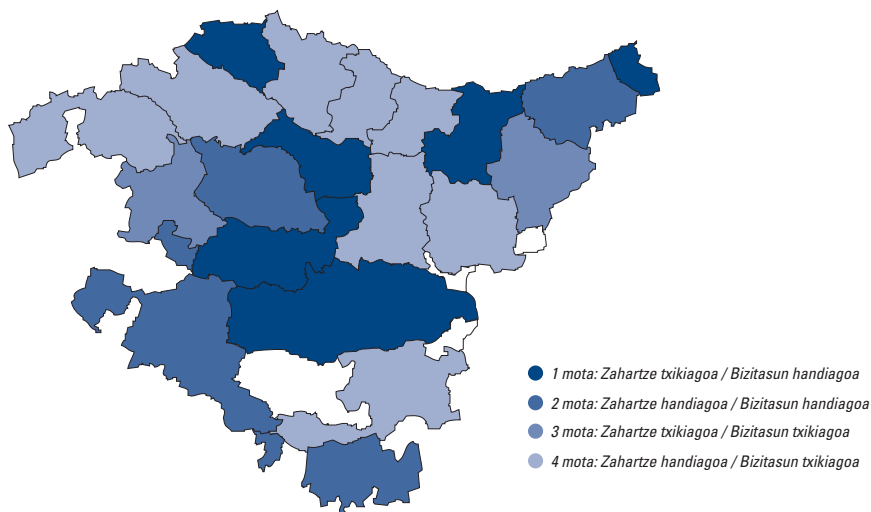 1 mota: Zahartze txikiagoa / Bizitasun handiagoa
2 mota: Zahartze handiagoa / Bizitasun handiagoa
3 mota: Zahartze txikiagoa / Bizitasun txikiagoa
4 mota: Zahartze handiagoa / Bizitasun txikiagoa